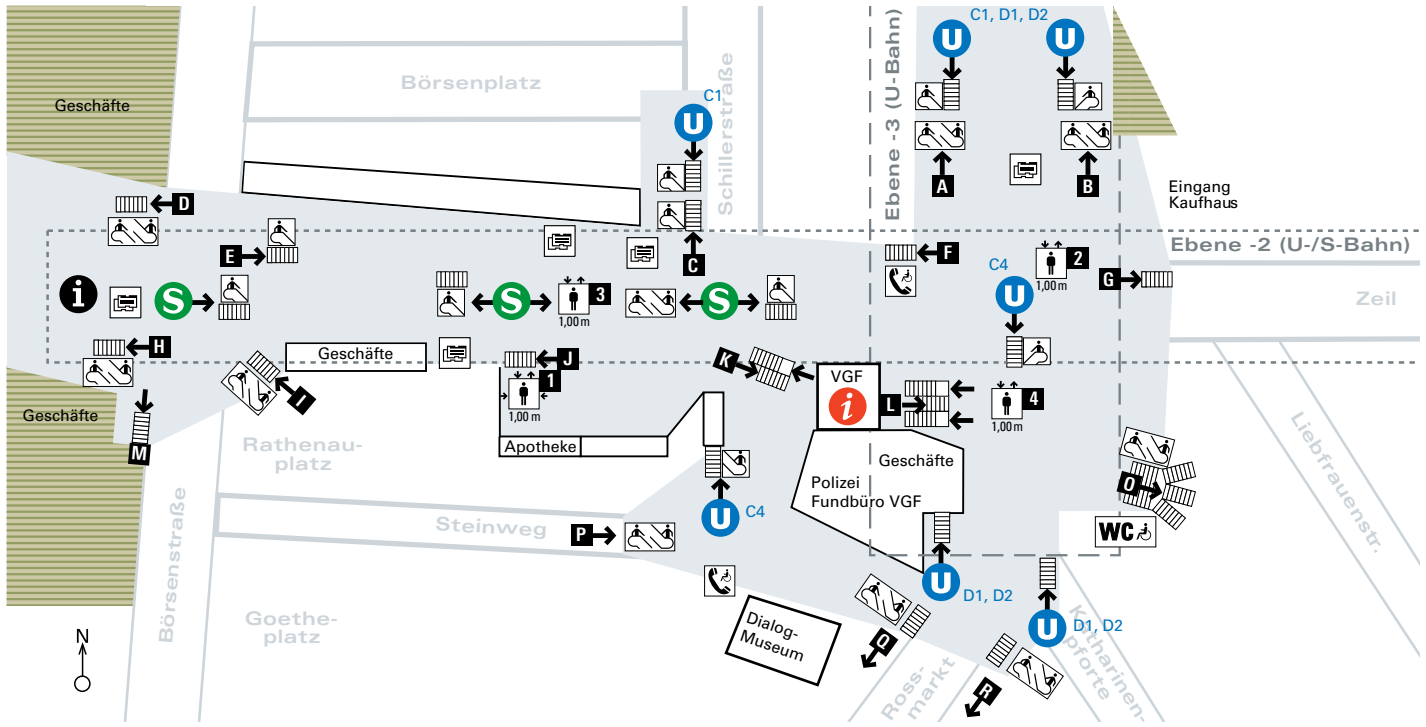 C1, D1, D2
U
U
Börsenplatz
Geschäfte
C1
U
Schillerstraße
Ebene -3 (U-Bahn)
A
B
Eingang
Kaufhaus
D
E
C
F
2
1,00 m
G
Ebene -2 (U-/S-Bahn)
Zeil
C4
U
i
S
S
3
1,00 m
S
H
Geschäfte
J
1
1,00 m
K
VGF
i
L
4
1,00 m
I
Geschäfte
M
Rathenau-
platz
Apotheke
Geschäfte
Polizei
Fundbüro VGF
O
WC
Liebfrauenstr.
Steinweg
P
U
C4
Börsenstraße
Goethe-
platz
N
Dialog-
Museum
U
D1, D2
U
D1, D2
Q
R
Ross-
markt
Katharinen-
pforte